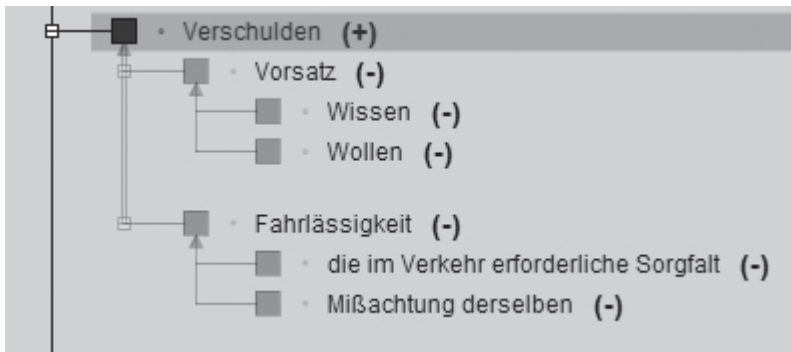 Verschulden (+)
Vorsatz (-)
Wissen (-)
Wollen (-)
Fahrlässigkeit (-)
die im Verkehr erforderliche Sorgfalt (-)
Mißachtung derselben (-)